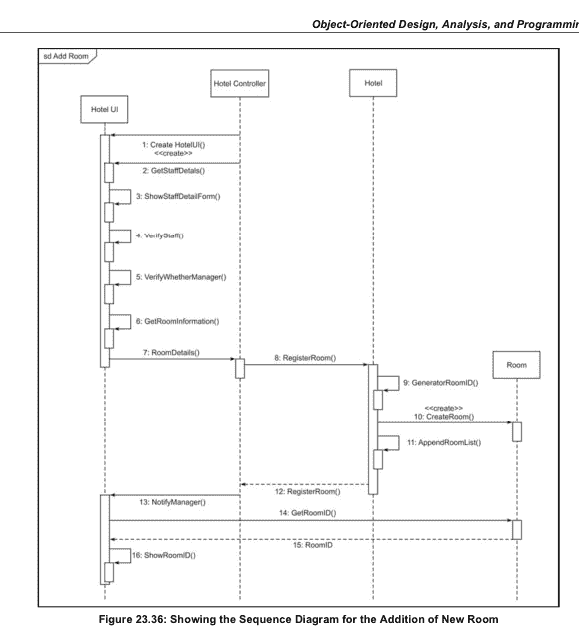 Object-Oriented Design, Analysis, and Programmin
sd Add Room
Hotel Controller
Hotel
Hotel UI
1: Create HotelUI()
<<create>>
2: GetStaffDetals()
3: ShowStaffDetailForm()
4: VerifyStaff()
5: VerifyWhetherManager()
6: GetRoomInformation()
7: RoomDetails()
8: RegisterRoom()
Room
9: GeneratorRoomID()
<<create>>
10: CreateRoom()
11: AppendRoomList()
12: RegisterRoom()
13: NotifyManager()
14: GetRoomID()
15: RoomID
16: ShowRoomID()
Figure 23.36: Showing the Sequence Diagram for the Addition of New Room